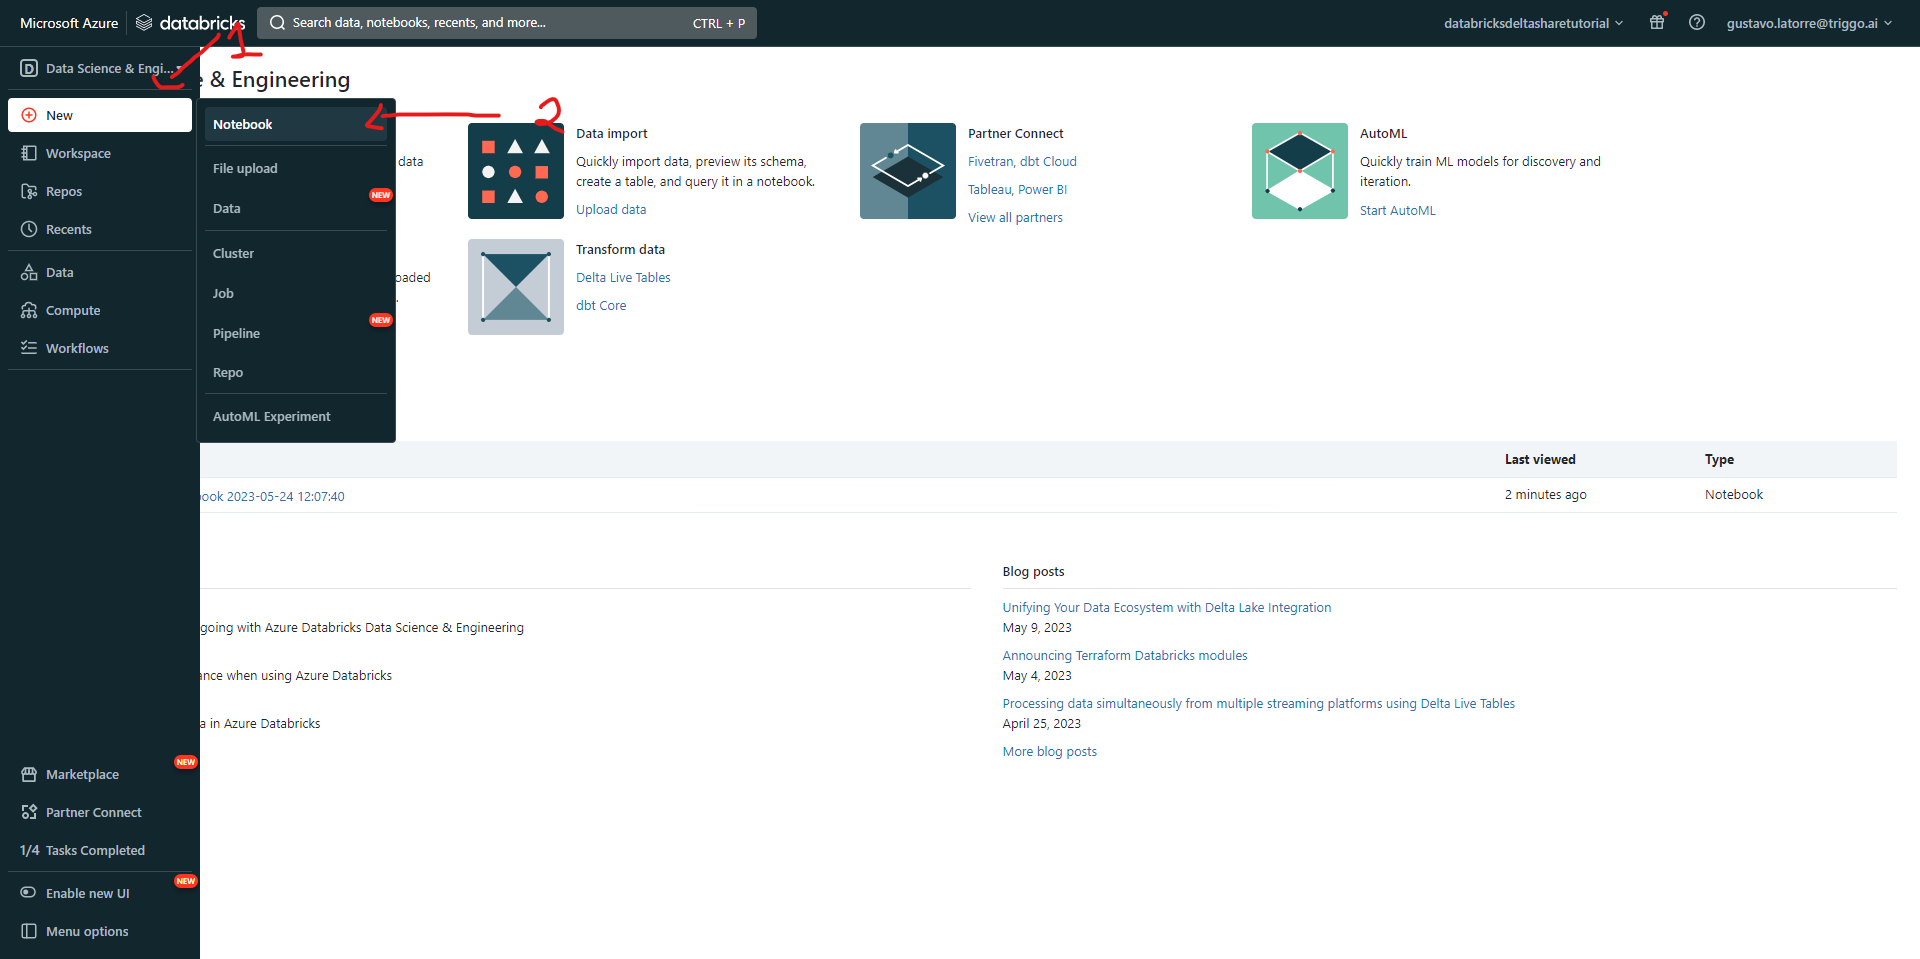 Microsoft Azure databricks Search data, notebooks, recents, and more... CTRL + P databricksdeltasharetutorial gustavo.latorre@triggo.ai
1
Data Science & Engi...
& Engineering
New
Workspace
Repos
Recents
Data
Compute
Workflows
2
Notebook
File upload
NEW
Data
Cluster
Job
NEW
Pipeline
Repo
AutoML Experiment
data
oaded
.
Data import
Quickly import data, preview its schema,
create a table, and query it in a notebook.
Upload data
Transform data
Delta Live Tables
dbt Core
Partner Connect
Fivetran, dbt Cloud
Tableau, Power BI
View all partners
AutoML
Quickly train ML models for discovery and
iteration.
Start AutoML
Last viewed Type
ook 2023-05-24 12:07:40 2 minutes ago Notebook
going with Azure Databricks Data Science & Engineering
ance when using Azure Databricks
a in Azure Databricks
Blog posts
Unifying Your Data Ecosystem with Delta Lake Integration
May 9, 2023
Announcing Terraform Databricks modules
May 4, 2023
Processing data simultaneously from multiple streaming platforms using Delta Live Tables
April 25, 2023
More blog posts
NEW
Marketplace
Partner Connect
1/4 Tasks Completed
NEW
Enable new UI
Menu options